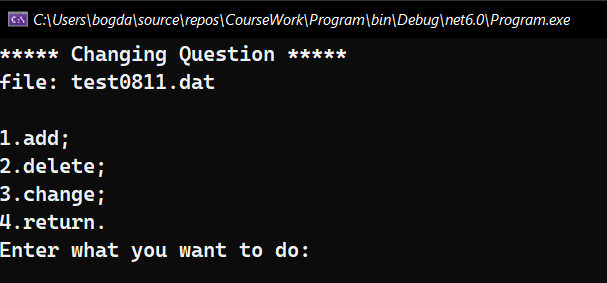 C:\Users\bogda\source\repos\CourseWork\Program\bin\Debug\net6.0\Program.exe
***** Changing Question *****
file: test0811.dat
1.add;
2.delete;
3.change;
4.return.
Enter what you want to do: